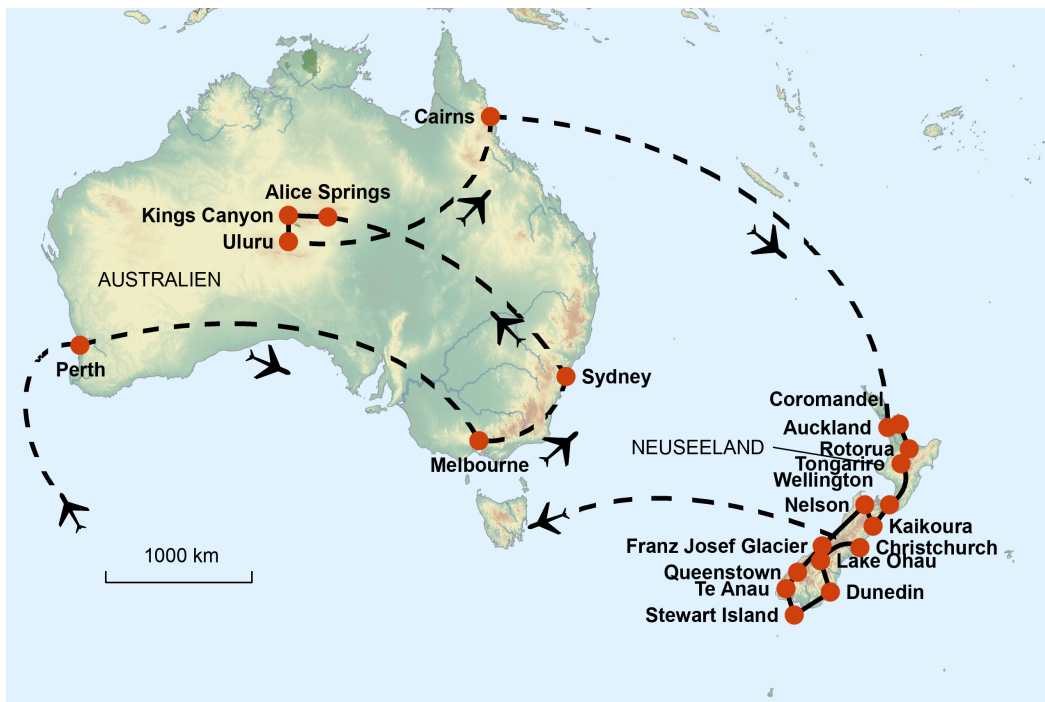 Cairns
Alice Springs
Kings Canyon
Uluru
AUSTRALIEN
Perth
Sydney
Melbourne
Coromandel
Auckland
NEUSEELAND
Rotorua
Tongariro
Wellington
Nelson
Kaikoura
Franz Josef Glacier
Christchurch
Lake Ohau
Queenstown
Te Anau
Dunedin
Stewart Island
1000 km